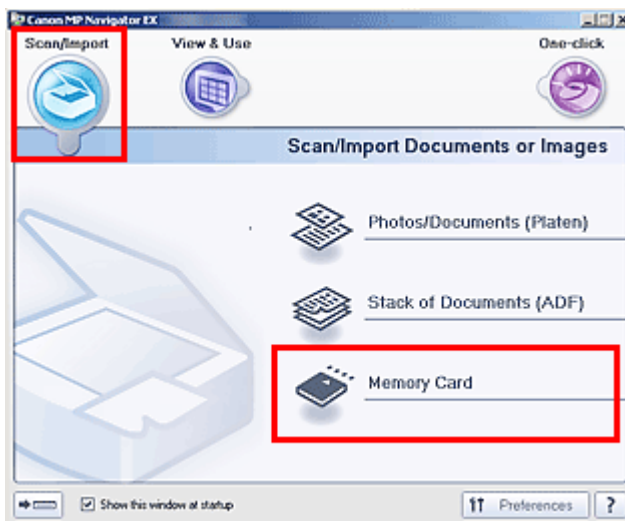 Canon MP Navigator EX
Scan/Import View & Use One-click
Scan/Import Documents or Images
Photos/Documents (Platen)
Stack of Documents (ADF)
Memory Card
Show this window at startup Preferences ?